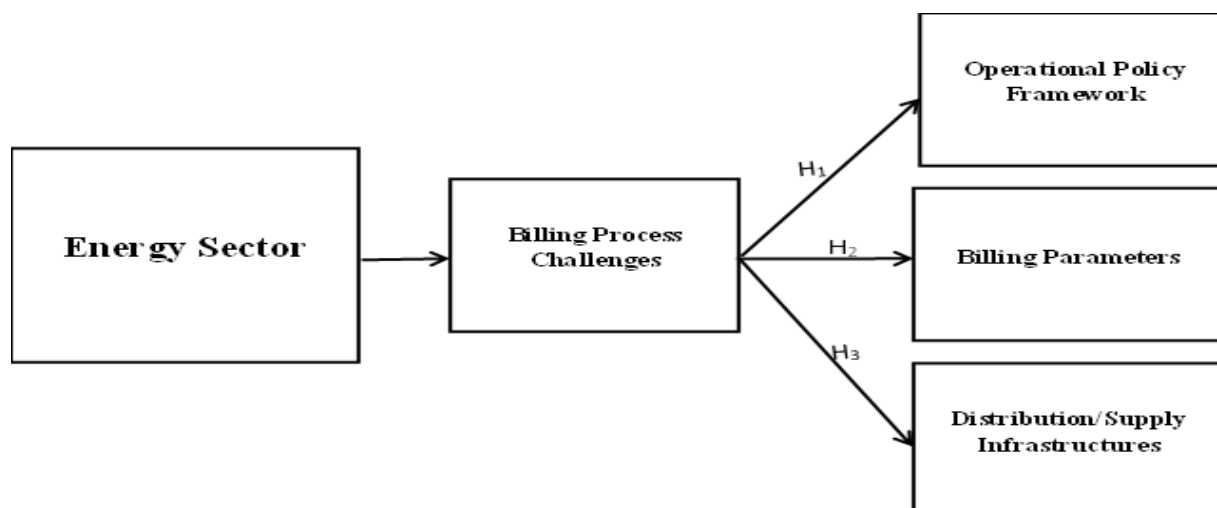 Operational Policy
Framework
H₁
Energy Sector
Billing Process
Challenges
H₂
Billing Parameters
H₃
Distribution/Supply
Infrastructures